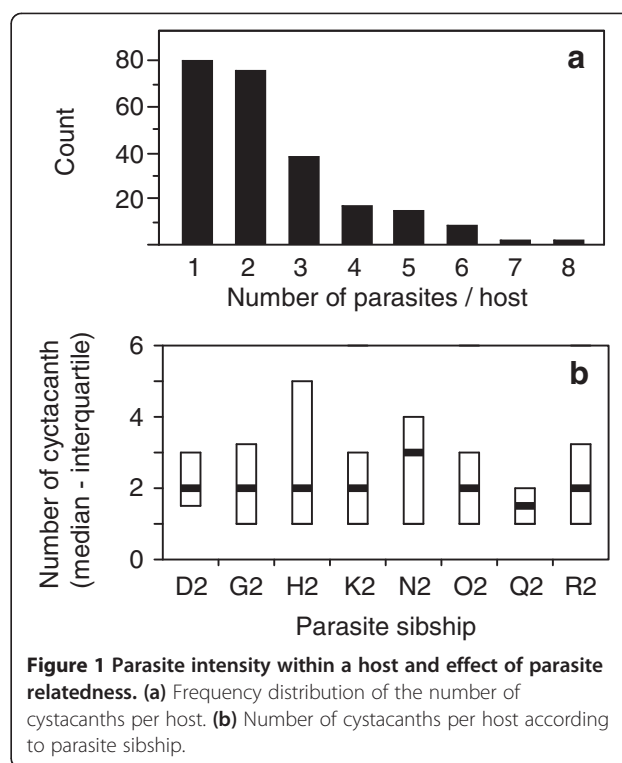 a
80
60
40
20
Count
1 2 3 4 5 6 7 8
Number of parasites / host
b
6
4
2
0
Number of cyctacanth
(median - interquartile)
D2 G2 H2 K2 N2 O2 Q2 R2
Parasite sibship
Figure 1 Parasite intensity within a host and effect of parasite
relatedness. (a) Frequency distribution of the number of
cystacanths per host. (b) Number of cystacanths per host according
to parasite sibship.